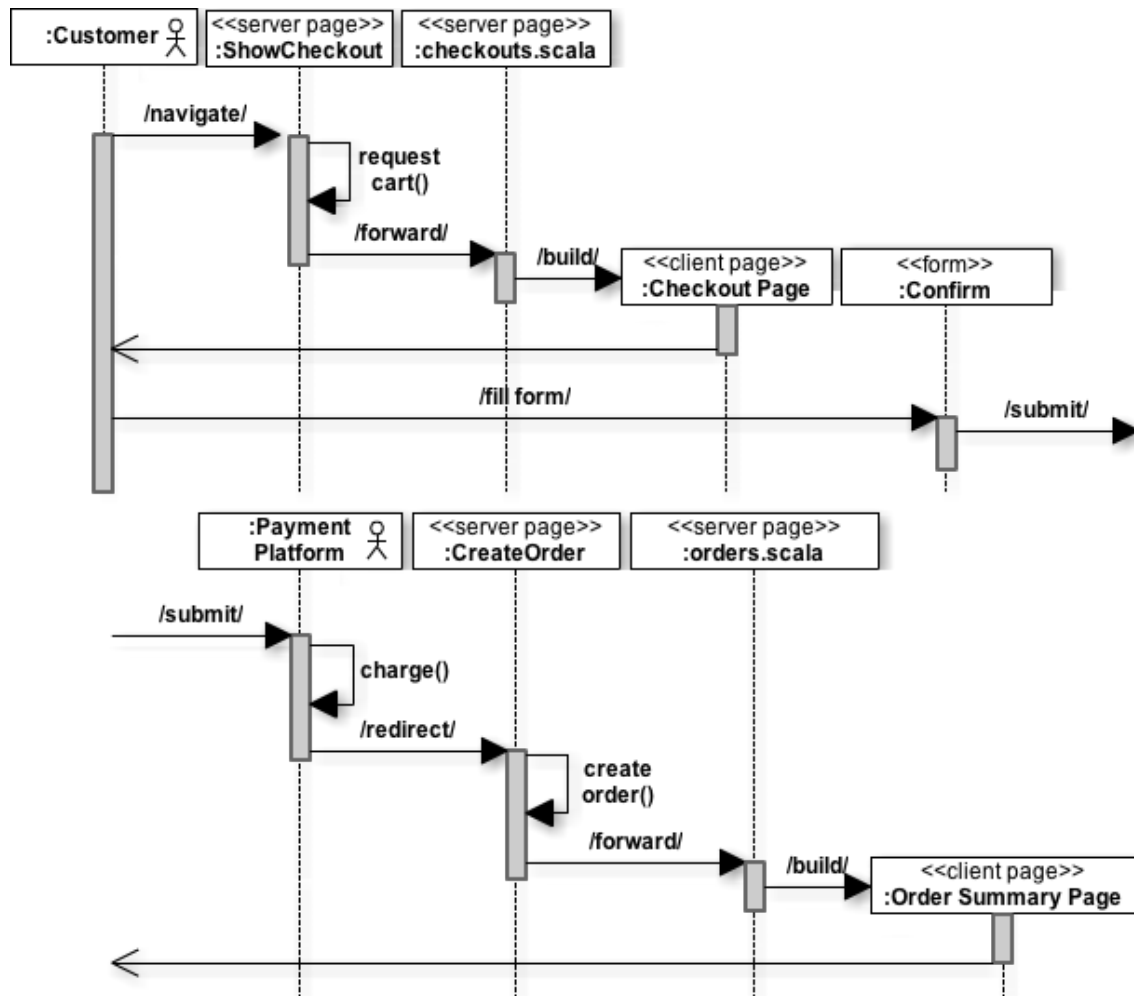 :Customer
<<server page>>
:ShowCheckout
<<server page>>
:checkouts.scala
/navigate/
request
cart()
/forward/
/build/
<<client page>>
:Checkout Page
<<form>>
:Confirm
/fill form/
/submit/
:Payment
Platform
<<server page>>
:CreateOrder
<<server page>>
:orders.scala
/submit/
charge()
/redirect/
create
order()
/forward/
/build/
<<client page>>
:Order Summary Page